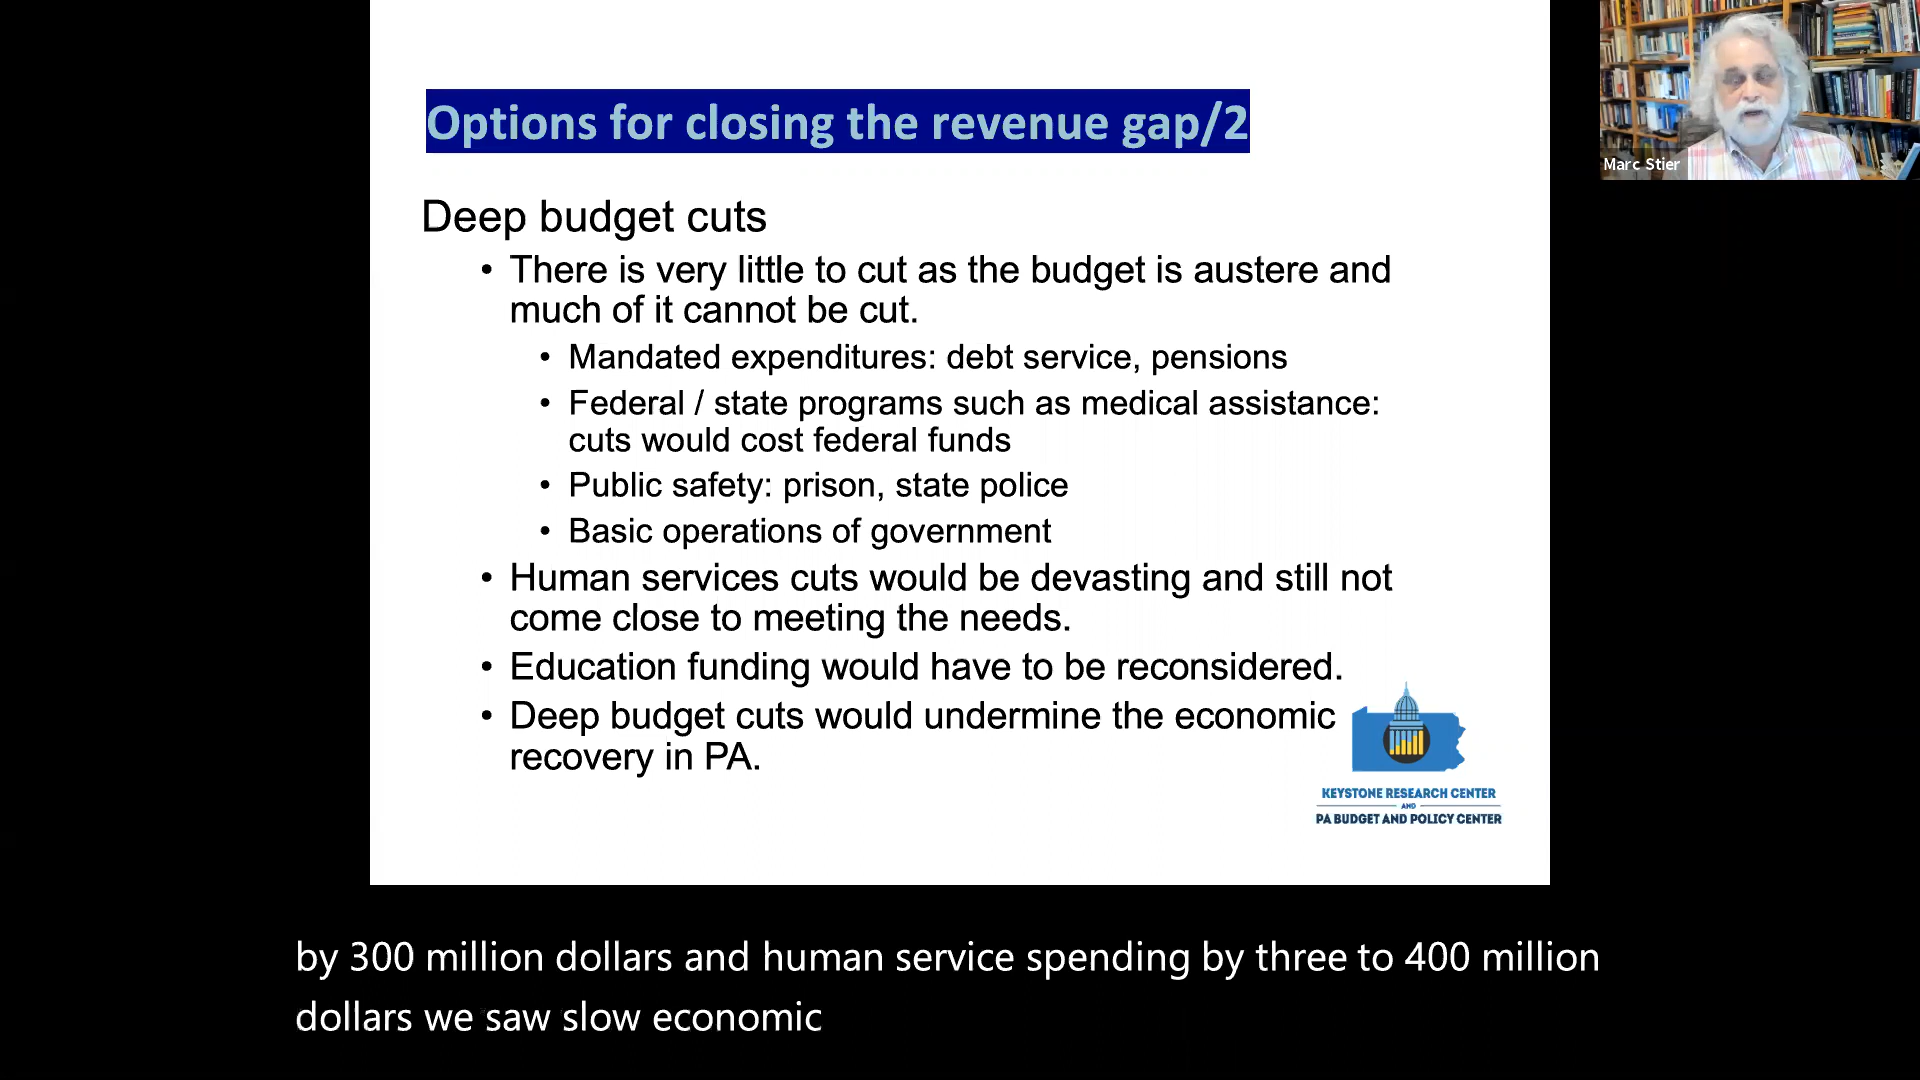 Options for closing the revenue gap/2
Marc Stier
Deep budget cuts
• There is very little to cut as the budget is austere and
much of it cannot be cut.
• Mandated expenditures: debt service, pensions
• Federal / state programs such as medical assistance:
cuts would cost federal funds
• Public safety: prison, state police
• Basic operations of government
• Human services cuts would be devasting and still not
come close to meeting the needs.
• Education funding would have to be reconsidered.
• Deep budget cuts would undermine the economic
recovery in PA.
KEYSTONE RESEARCH CENTER
AND
PA BUDGET AND POLICY CENTER
by 300 million dollars and human service spending by three to 400 million
dollars we saw slow economic